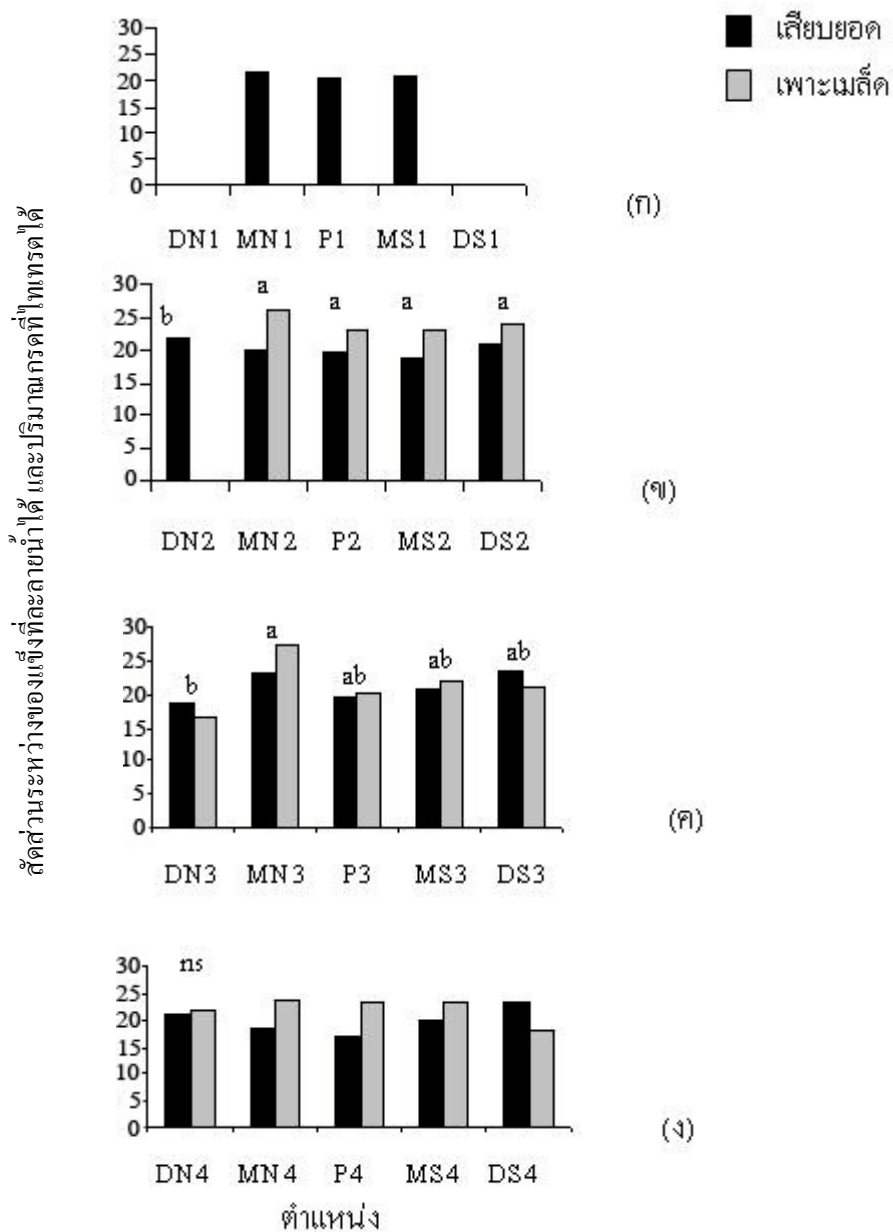 เสียบยอด
เพาะเมล็ด
สัดส่วนระหว่างของแข็งที่ละลายน้ำได้ และปริมาณกรดที่ไทเทรตได้
30
25
20
15
10
5
0
DN1 MN1 P1 MS1 DS1
(ก)
30
25
20
15
10
5
0
b a a a a
DN2 MN2 P2 MS2 DS2
(ข)
30
25
20
15
10
5
0
b a ab ab ab
DN3 MN3 P3 MS3 DS3
(ค)
30
25
20
15
10
5
0
ns
DN4 MN4 P4 MS4 DS4
(ง)
ตำแหน่ง